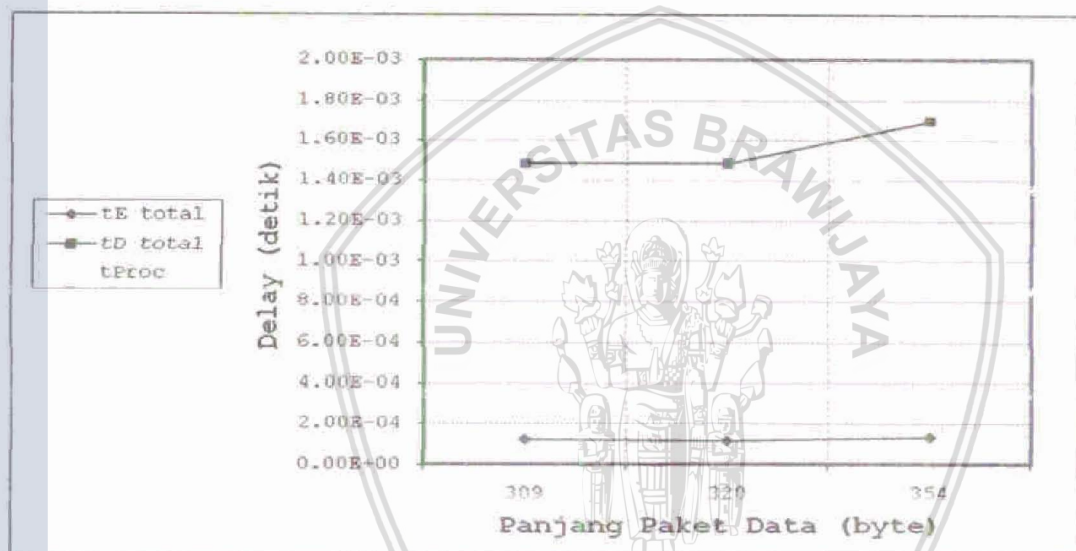 2.00E-03
1.80E-03
1.60E-03
1.40E-03
1.20E-03
1.00E-03
8.00E-04
6.00E-04
4.00E-04
2.00E-04
0.00E+00
Delay (detik)
tE total
tD total
tProc
309
320
354
Panjang Paket Data (byte)
UNIVERSITAS BRAWIJAYA